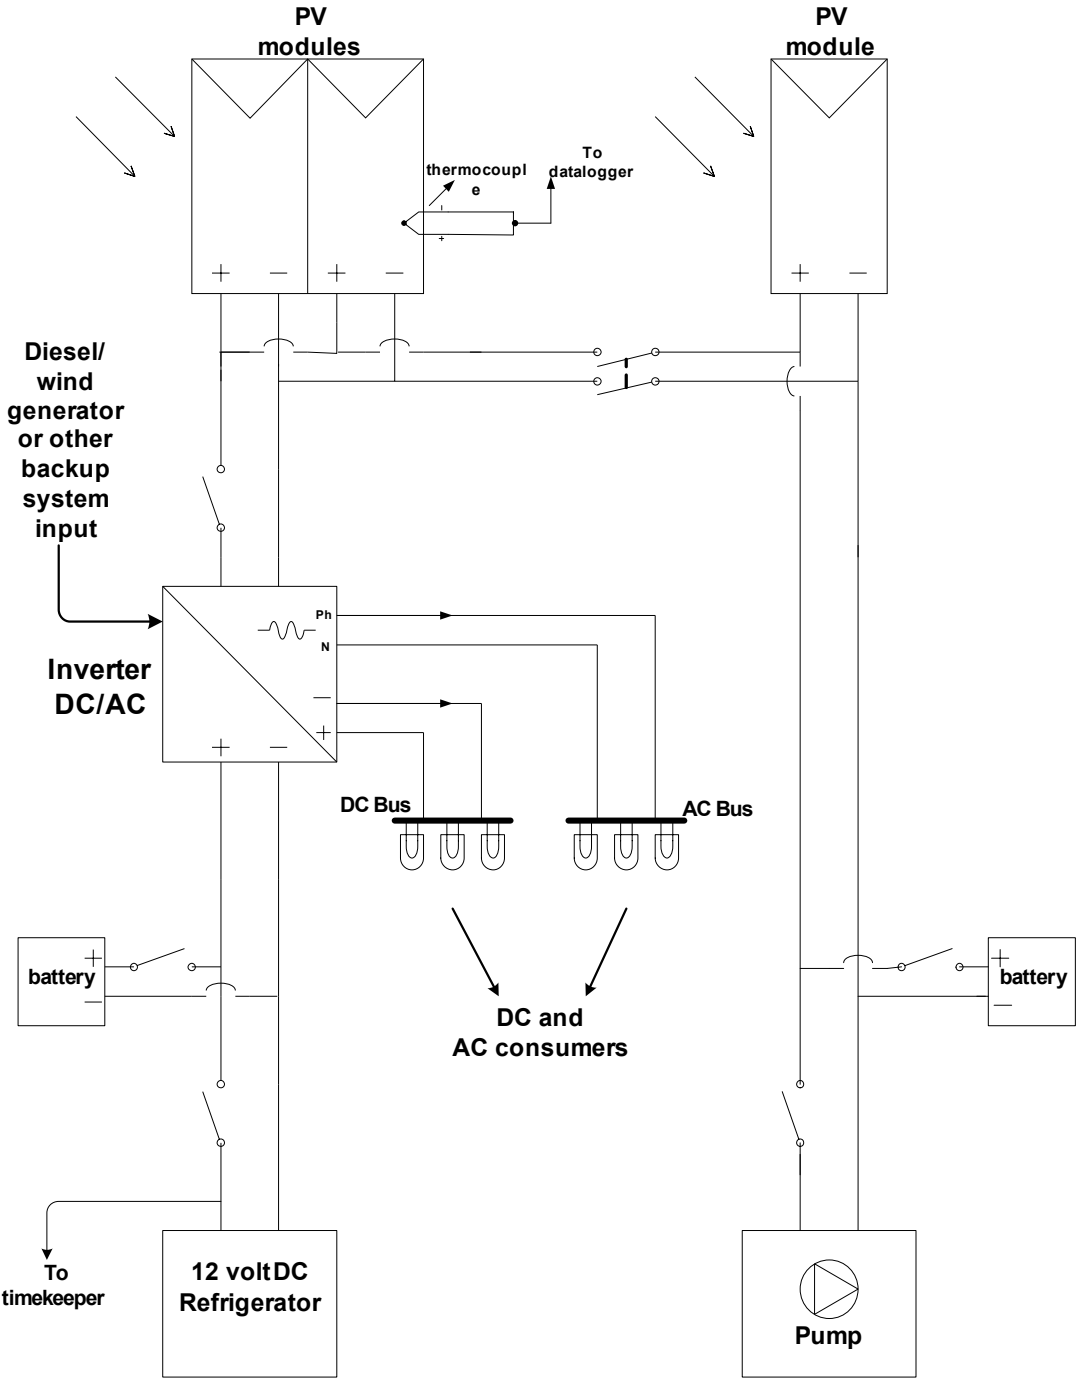 PV
modules
PV
module
thermocoupl
e
To
datalogger
-
+
+
-
+
-
+
-
Diesel/
wind
generator
or other
backup
system
input
Ph
N
-
+
+
-
Inverter
DC/AC
DC Bus
AC Bus
+
battery
-
+
battery
-
DC and
AC consumers
To
timekeeper
12 volt DC
Refrigerator
Pump